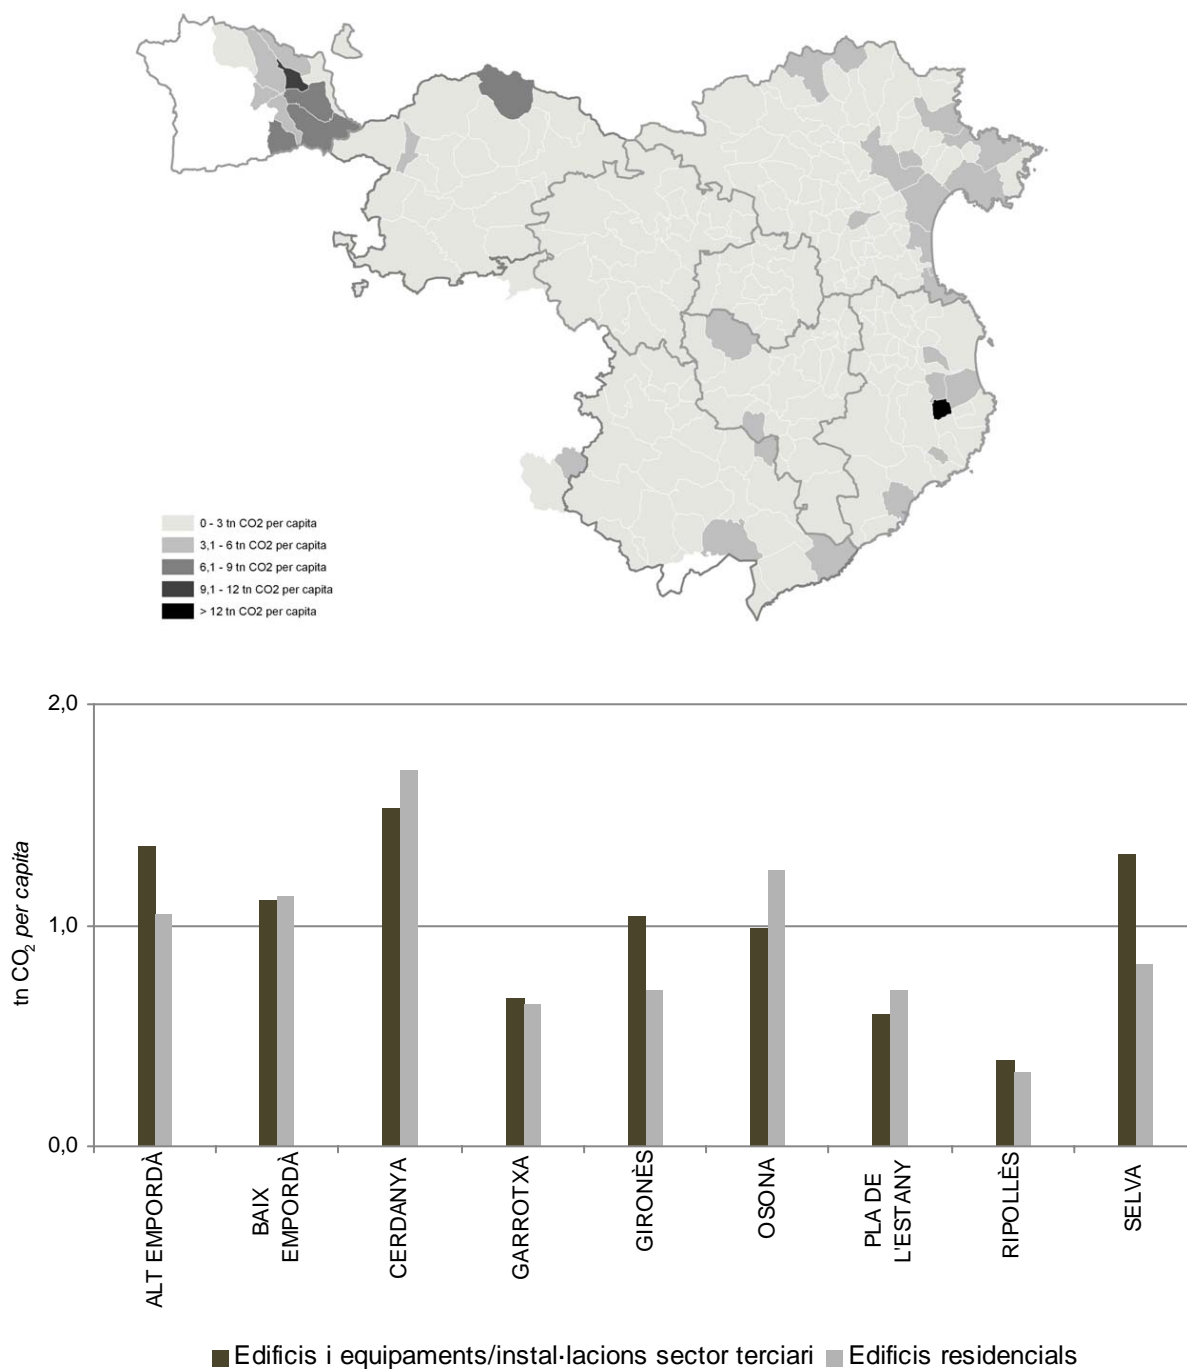 0 - 3 tn CO2 per capita
3,1 - 6 tn CO2 per capita
6,1 - 9 tn CO2 per capita
9,1 - 12 tn CO2 per capita
> 12 tn CO2 per capita
2,0
1,0
0,0
tn CO2 per capita
ALT EMPORDÀ
BAIX
EMPORDÀ
CERDANYA
GARROTXA
GIRONÈS
OSONA
PLA DE
L'ESTANY
RIPOLLÈS
SELVA
Edificis i equipaments/instal·lacions sector terciari
Edificis residencials